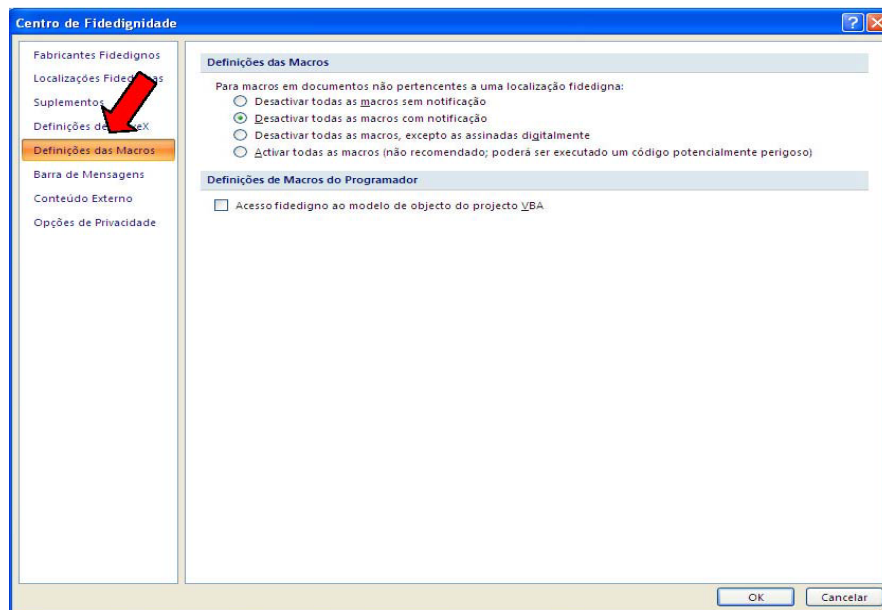 Centro de Fidedignidade
Fabricantes Fidedignos
Localizações
Suplementos
Definições
Definições das Macros
Barra de Mensagens
Conteúdo Externo
Opções de Privacidade
Definições das Macros
Para macros em documentos não pertencentes a uma localização fidedigna:
Desactivar todas as macros sem notificação
Desactivar todas as macros com notificação
Desactivar todas as macros, excepto as assinadas digitalmente
Activar todas as macros (não recomendado; poderá ser executado um código potencialmente perigoso)
Definições de Macros do Programador
Acesso fidedigno ao modelo de objecto do projecto VBA
OK
Cancelar